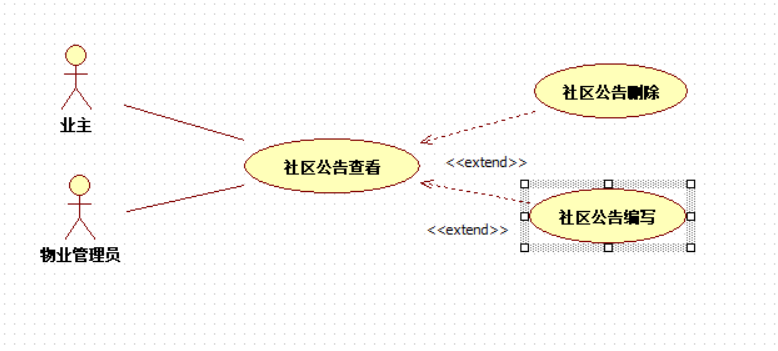 业主
社区公告删除
<<extend>>
社区公告查看
物业管理员
社区公告编写
<<extend>>